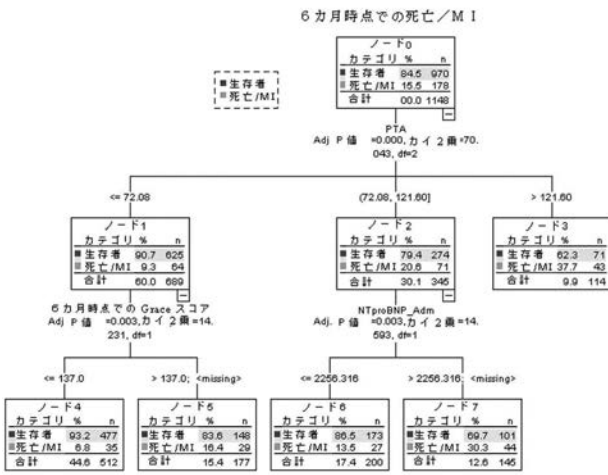 6カ月時点での死亡/MI
ノード0
カテゴリ % n
生存者 84.5 970
死亡/MI 15.5 178
合計 00.0 1148
生存者
死亡/MI
PTA
Adj P値 =0.000, カイ2乗=70.
043, df=2
<= 72.08
(72.08, 121.60]
> 121.60
ノード1
カテゴリ % n
生存者 90.7 625
死亡/MI 9.3 64
合計 60.0 689
ノード2
カテゴリ % n
生存者 79.4 274
死亡/MI 20.6 71
合計 30.1 345
ノード3
カテゴリ % n
生存者 62.3 71
死亡/MI 37.7 43
合計 9.9 114
6カ月時点での Grace スコア
Adj P値 =0.003, カイ2乗=14.
231, df=1
NTproBNP_Adm
Adj. P値 =0.003, カイ2乗=14.
593, df=1
<= 137.0
> 137.0; <missing>
<= 2256.316
> 2256.316; <missing>
ノード4
カテゴリ % n
生存者 93.2 477
死亡/MI 6.8 35
合計 44.6 512
ノード5
カテゴリ % n
生存者 83.6 148
死亡/MI 16.4 29
合計 15.4 177
ノード6
カテゴリ % n
生存者 86.5 173
死亡/MI 13.5 27
合計 17.4 200
ノード7
カテゴリ % n
生存者 69.7 101
死亡/MI 30.3 44
合計 12.6 145